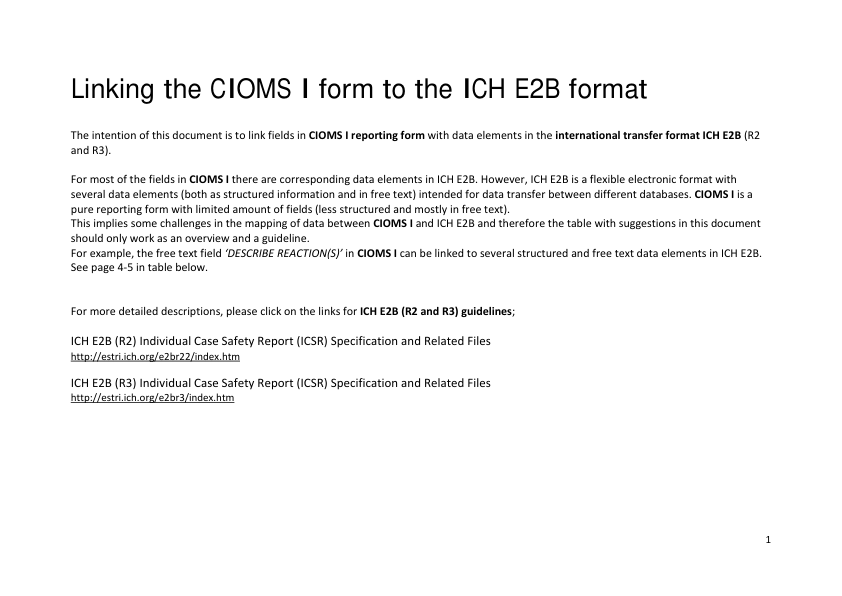 Linking the CIOMS I form to the ICH E2B format
The intention of this document is to link fields in CIOMS I reporting form with data elements in the international transfer format ICH E2B (R2
and R3).
For most of the fields in CIOMS I there are corresponding data elements in ICH E2B. However, ICH E2B is a flexible electronic format with
several data elements (both as structured information and in free text) intended for data transfer between different databases. CIOMS I is a
pure reporting form with limited amount of fields (less structured and mostly in free text).
This implies some challenges in the mapping of data between CIOMS I and ICH E2B and therefore the table with suggestions in this document
should only work as an overview and a guideline.
For example, the free text field ‘DESCRIBE REACTION(S)’ in CIOMS I can be linked to several structured and free text data elements in ICH E2B.
See page 4-5 in table below.
For more detailed descriptions, please click on the links for ICH E2B (R2 and R3) guidelines;
ICH E2B (R2) Individual Case Safety Report (ICSR) Specification and Related Files
http://estri.ich.org/e2br22/index.htm
ICH E2B (R3) Individual Case Safety Report (ICSR) Specification and Related Files
http://estri.ich.org/e2br3/index.htm
1